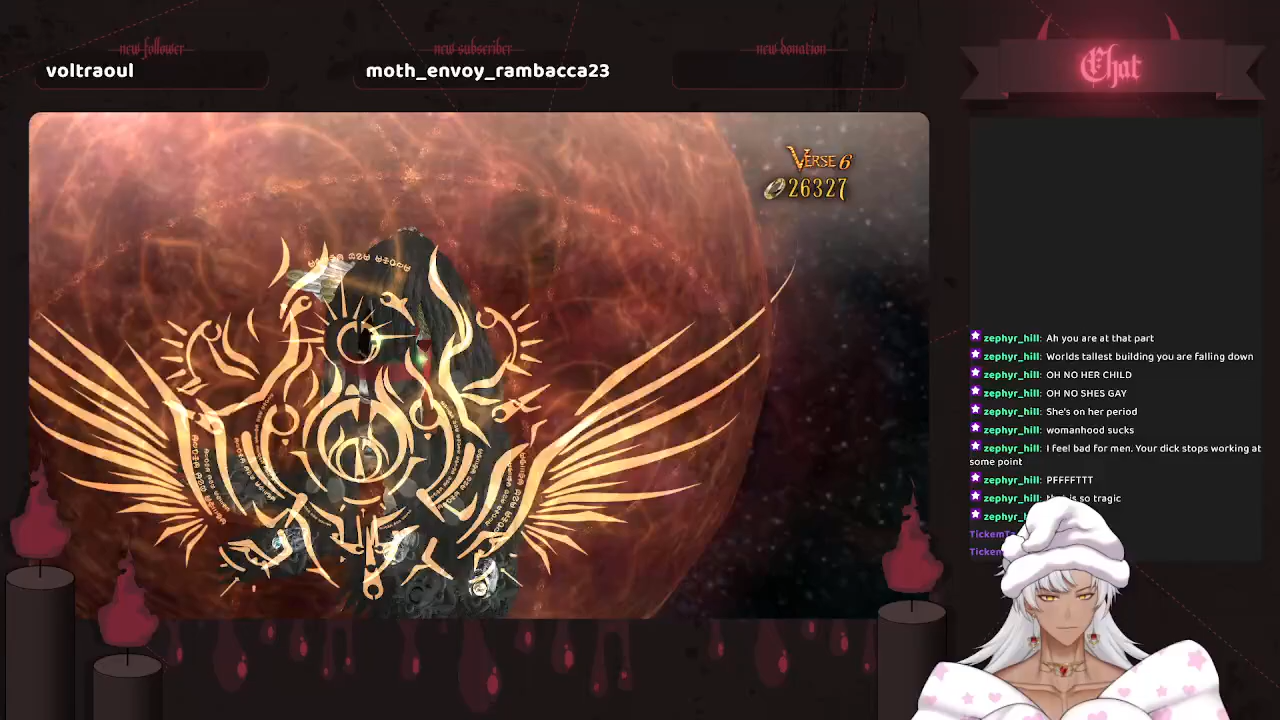 new follower
new subscriber
new donation
voltraoul
moth_envoy_rambacca23
Chat
VERSE 6
26327
zephyr_hill: Ah you are at that part
zephyr_hill: Worlds tallest building you are falling down
zephyr_hill: OH NO HER CHILD
zephyr_hill: OH NO SHES GAY
zephyr_hill: She's on her period
zephyr_hill: womanhood sucks
zephyr_hill: I feel bad for men. Your dick stops working at
some point
zephyr_hill: PFFFFTTT
zephyr_hill: that is so tragic